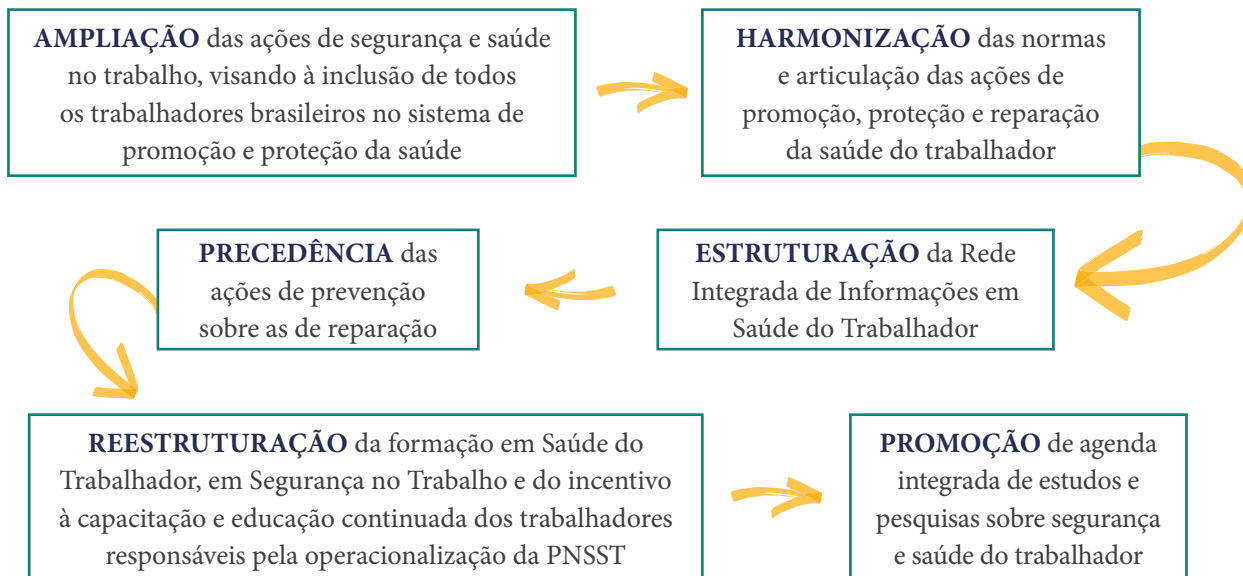 AMPLIAÇÃO das ações de segurança e saúde
no trabalho, visando à inclusão de todos
os trabalhadores brasileiros no sistema de
promoção e proteção da saúde
HARMONIZAÇÃO das normas
e articulação das ações de
promoção, proteção e reparação
da saúde do trabalhador
ESTRUTURAÇÃO da Rede
Integrada de Informações em
Saúde do Trabalhador
PRECEDÊNCIA das
ações de prevenção
sobre as de reparação
REESTRUTURAÇÃO da formação em Saúde do
Trabalhador, em Segurança no Trabalho e do incentivo
à capacitação e educação continuada dos trabalhadores
responsáveis pela operacionalização da PNSST
PROMOÇÃO de agenda
integrada de estudos e
pesquisas sobre segurança
e saúde do trabalhador